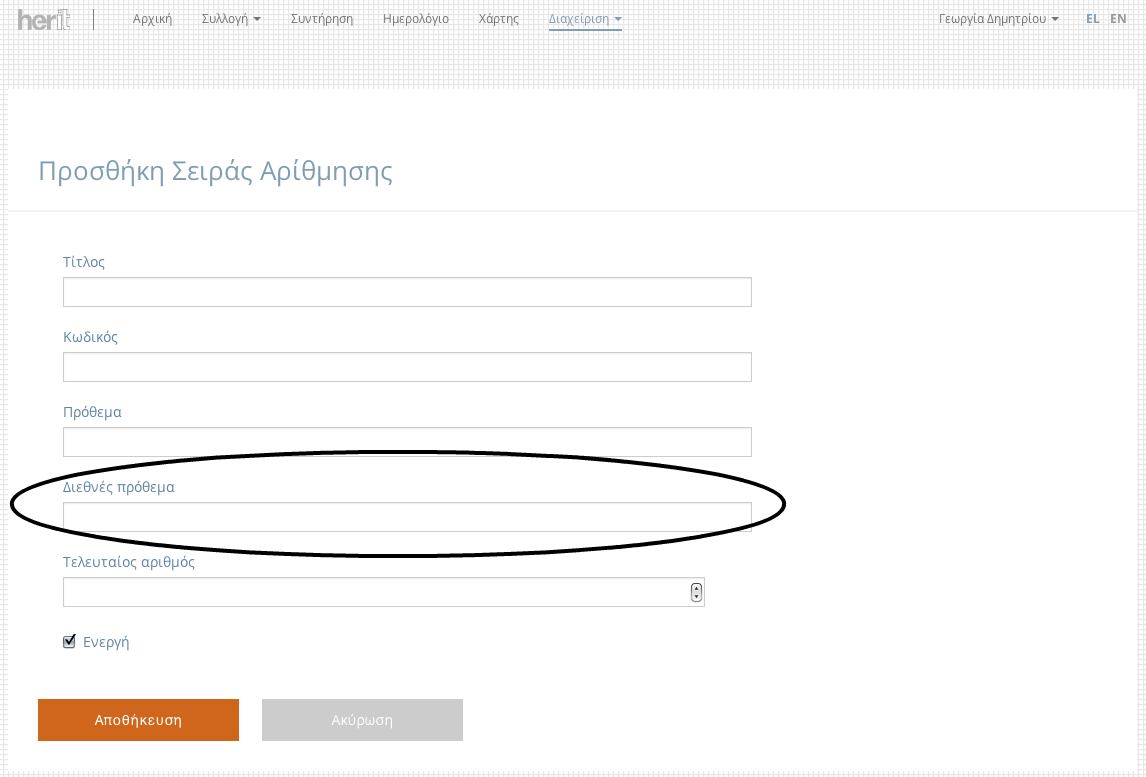 herit Αρχική Συλλογή Συντήρηση Ημερολόγιο Χάρτης Διαχείριση Γεωργία Δημητρίου EL EN
Προσθήκη Σειράς Αρίθμησης
Τίτλος
Κωδικός
Πρόθεμα
Διεθνές πρόθεμα
Τελευταίος αριθμός
Ενεργή
Αποθήκευση Ακύρωση